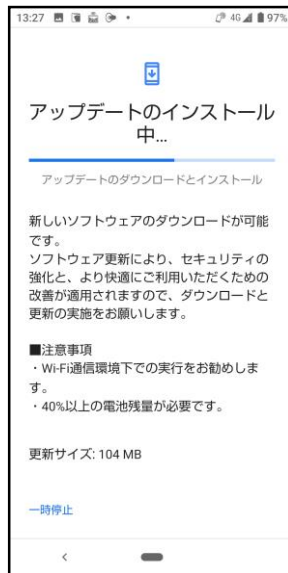 13:27 4G 97%
アップデートのインストール
中...
アップデートのダウンロードとインストール
新しいソフトウェアのダウンロードが可能
です。
ソフトウェア更新により、セキュリティの
強化と、より快適にご利用いただくための
改善が適用されますので、ダウンロードと
更新の実施をお願いします。
■注意事項
・Wi-Fi通信環境下での実行をお勧めしま
す。
・40%以上の電池残量が必要です。
更新サイズ: 104 MB
一時停止